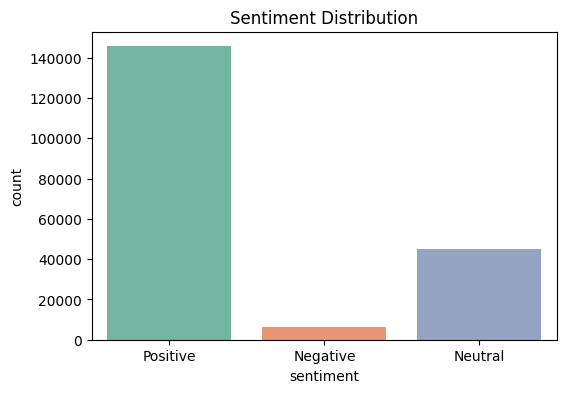 Sentiment Distribution
140000
120000
100000
80000
60000
40000
20000
0
count
Positive Negative Neutral
sentiment